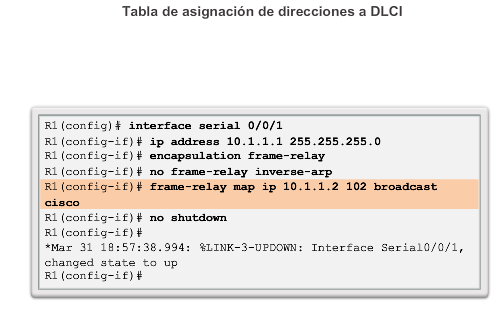 Tabla de asignación de direcciones a DLCI
R1(config)# interface serial 0/0/1
R1(config-if)# ip address 10.1.1.1 255.255.255.0
R1(config-if)# encapsulation frame-relay
R1(config-if)# no frame-relay inverse-arp
R1(config-if)# frame-relay map ip 10.1.1.2 102 broadcast
cisco
R1(config-if)# no shutdown
R1(config-if)#
*Mar 31 18:57:38.994: %LINK-3-UPDOWN: Interface Serial0/0/1,
changed state to up
R1(config-if)#